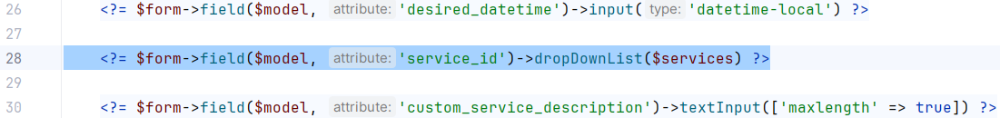 26 <?= $form->field($model, attribute: 'desired_datetime')->input( type: 'datetime-local') ?>
27
28 <?= $form->field($model, attribute: 'service_id')->dropDownList($services) ?>
29
30 <?= $form->field($model, attribute: 'custom_service_description')->textInput(['maxlength' => true]) ?>